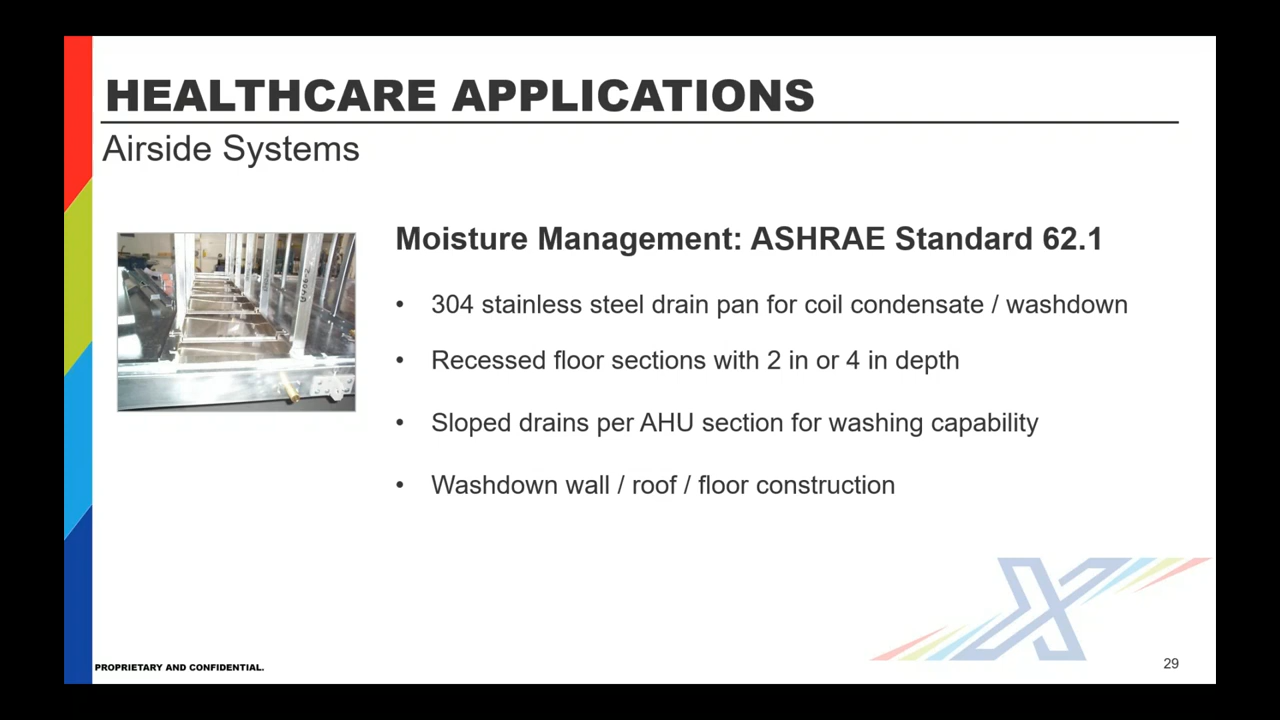 HEALTHCARE APPLICATIONS
Airside Systems
Moisture Management: ASHRAE Standard 62.1
• 304 stainless steel drain pan for coil condensate / washdown
• Recessed floor sections with 2 in or 4 in depth
• Sloped drains per AHU section for washing capability
• Washdown wall / roof / floor construction
X
PROPRIETARY AND CONFIDENTIAL.
29